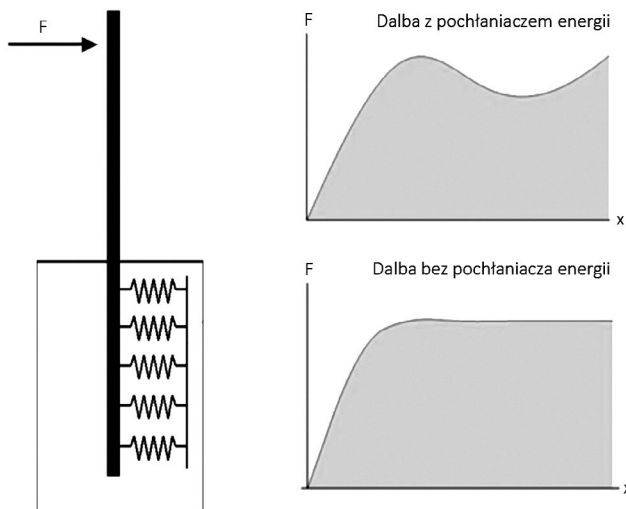 F
F
Dalba z pochłaniaczem energii
x
F
Dalba bez pochłaniacza energii
x